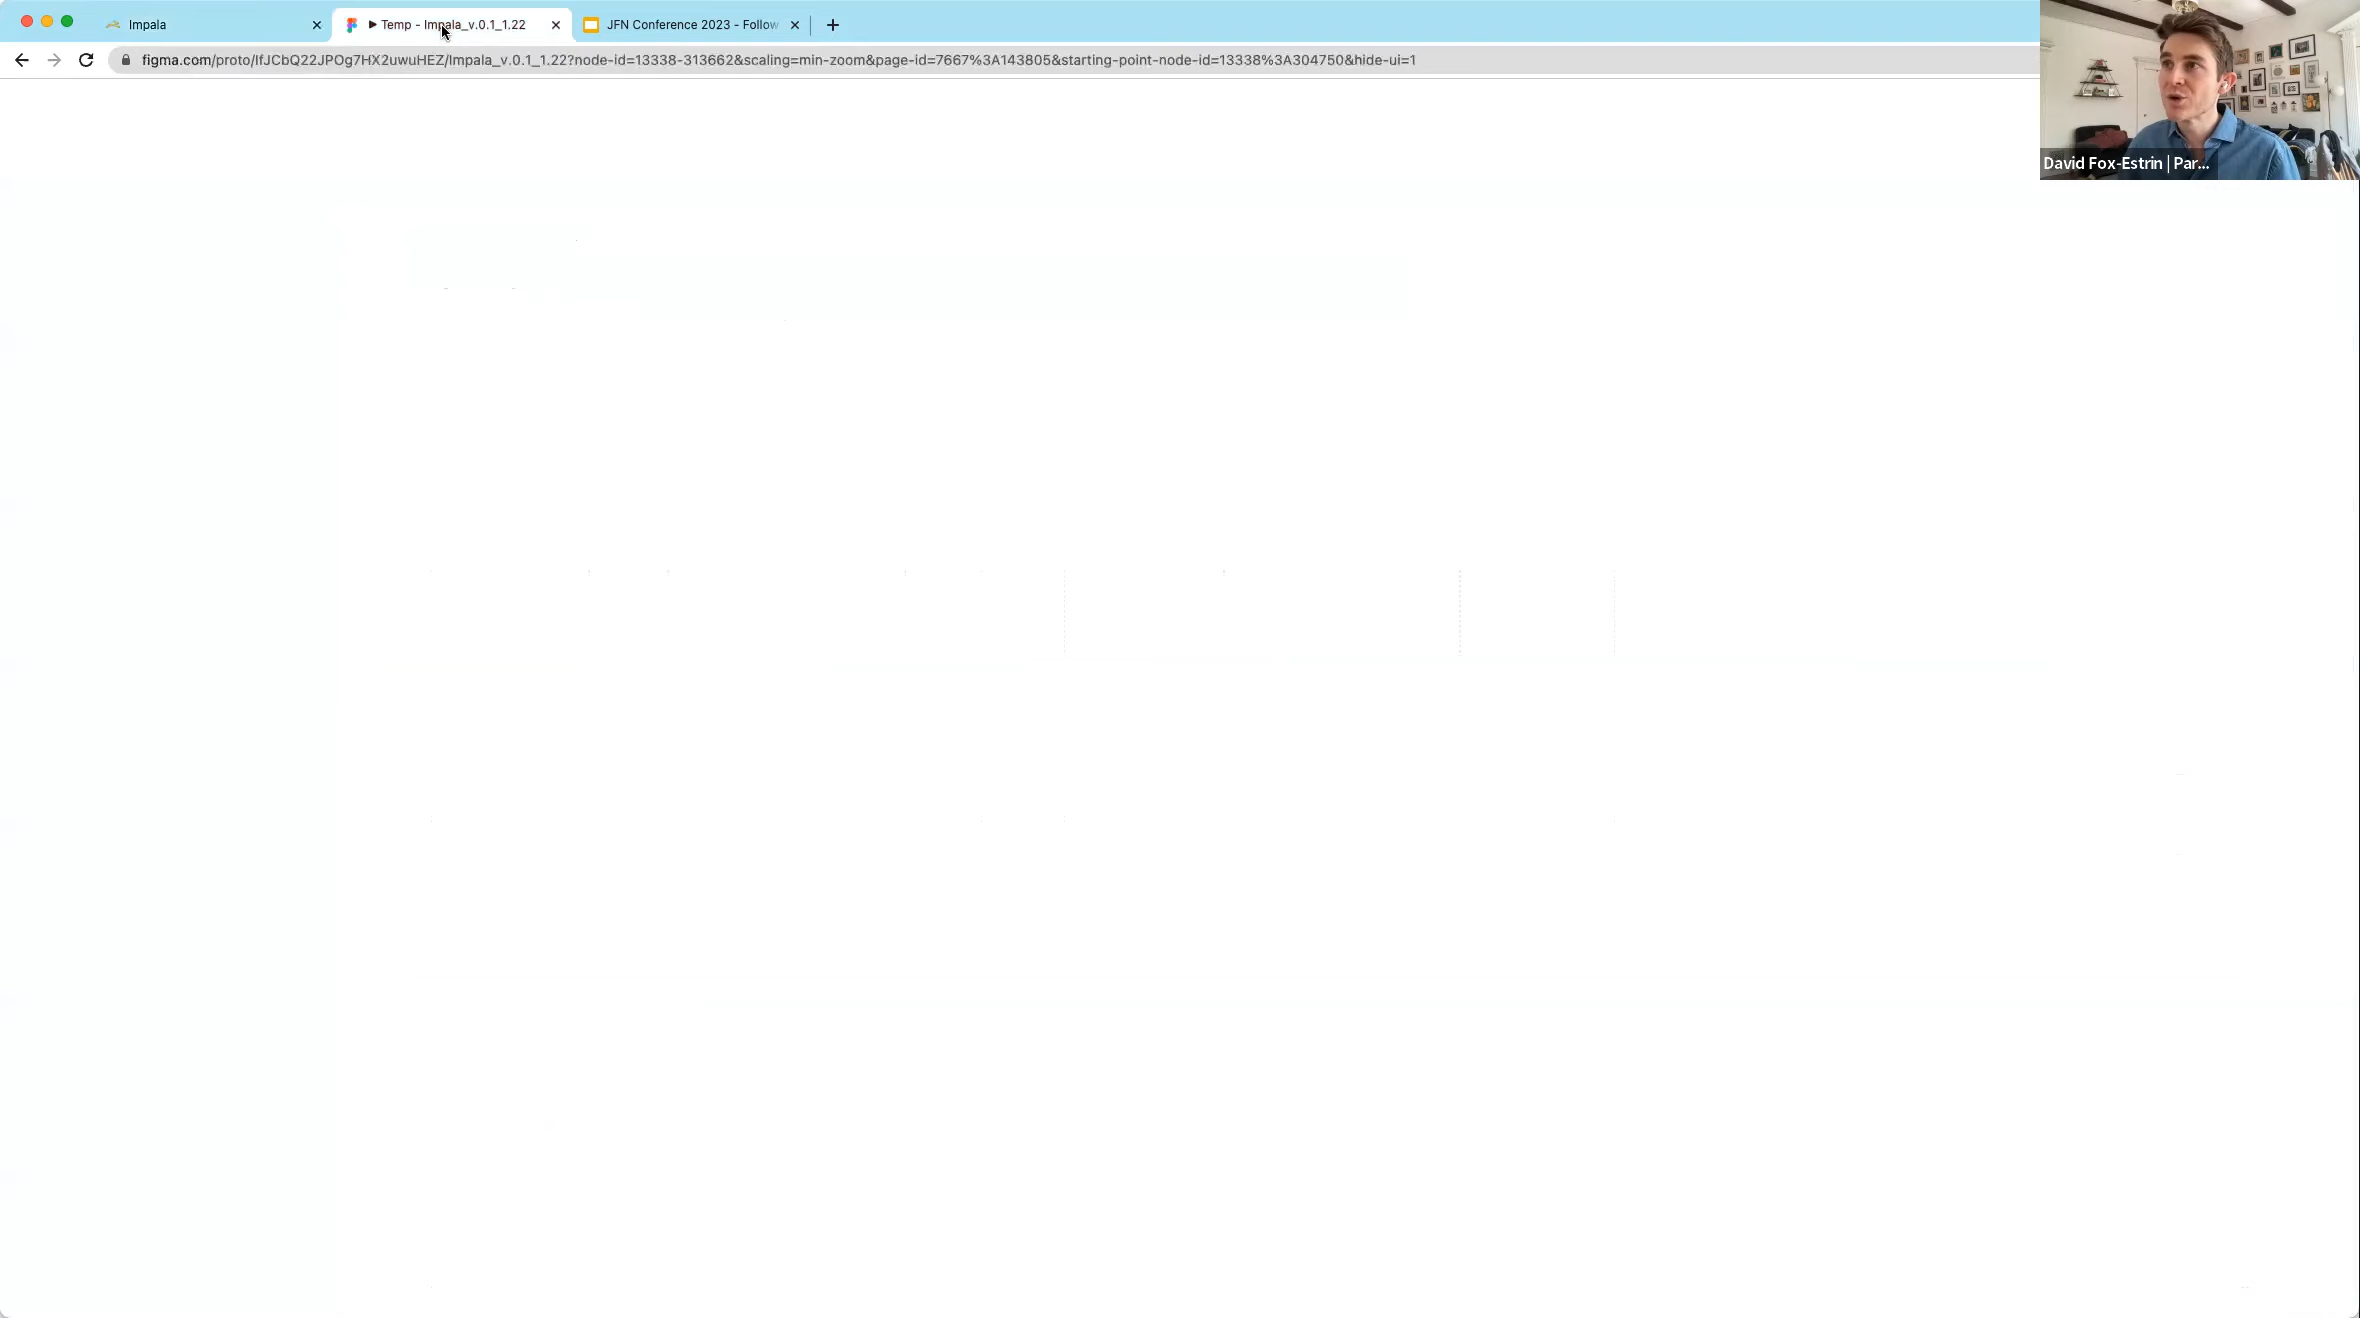 Impala
▶ Temp - Impala_v.0.1_1.22
JFN Conference 2023 - Follow
figma.com/proto/IfJCbQ22JPOg7HX2uwuHEZ/Impala_v.0.1_1.22?node-id=13338-313662&scaling=min-zoom&page-id=7667%3A143805&starting-point-node-id=13338%3A304750&hide-ui=1
David Fox-Estrin | Par...